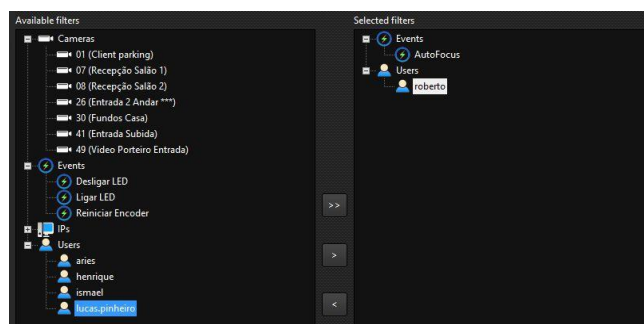 Available filters
Cameras
01 (Client parking)
07 (Recepção Salão 1)
08 (Recepção Salão 2)
26 (Entrada 2 Andar ***)
30 (Fundos Casa)
41 (Entrada Subida)
49 (Video Porteiro Entrada)
Events
Desligar LED
Ligar LED
Reiniciar Encoder
IPs
Users
aries
henrique
ismael
lucas.pinheiro
>>
>
<
Selected filters
Events
AutoFocus
Users
roberto